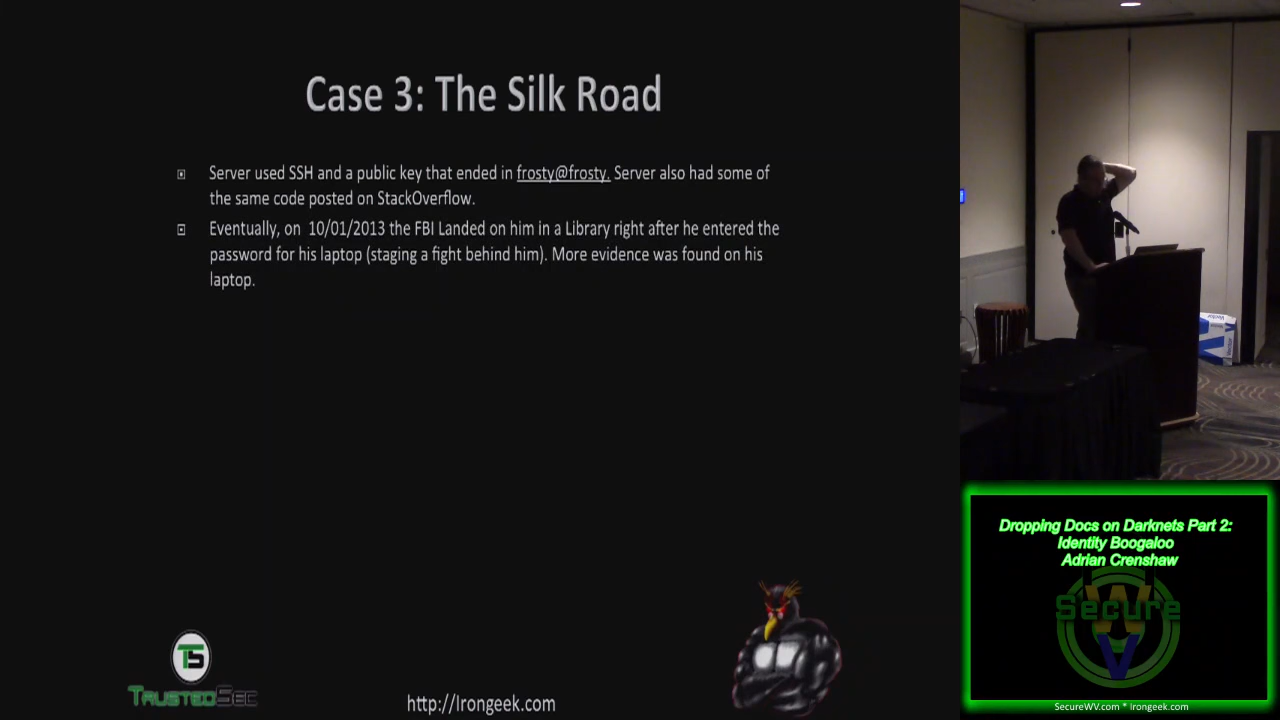 Case 3: The Silk Road
Server used SSH and a public key that ended in frosty@frosty. Server also had some of
the same code posted on StackOverflow.
Eventually, on 10/01/2013 the FBI Landed on him in a Library right after he entered the
password for his laptop (staging a fight behind him). More evidence was found on his
laptop.
TS
TRUSTEDSEC
http://Irongeek.com
Dropping Docs on Darknets Part 2:
Identity Boogaloo
Adrian Crenshaw
Secure
WV
SecureWV.com * Irongeek.com